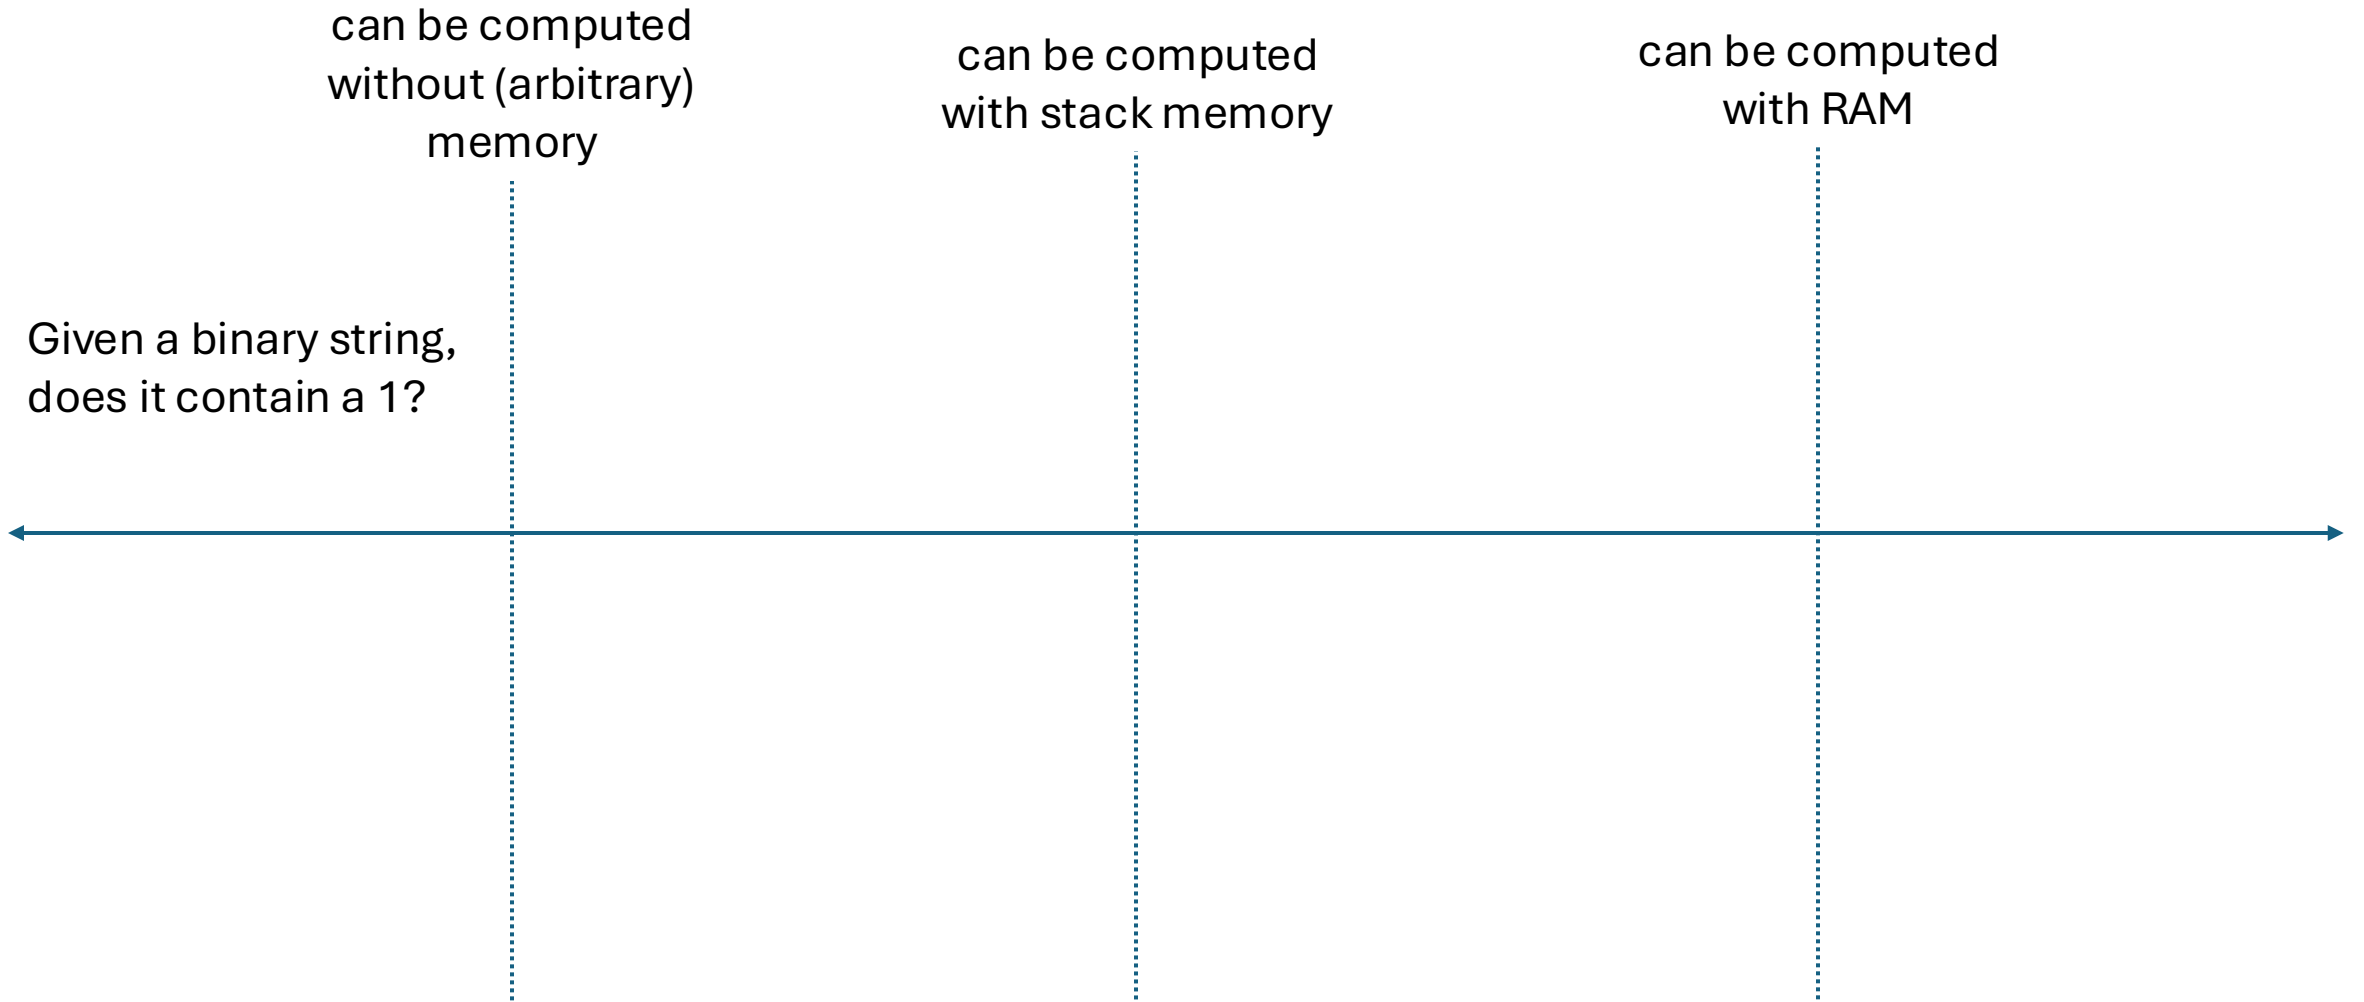 can be computed
without (arbitrary)
memory
can be computed
with stack memory
can be computed
with RAM
Given a binary string,
does it contain a 1?